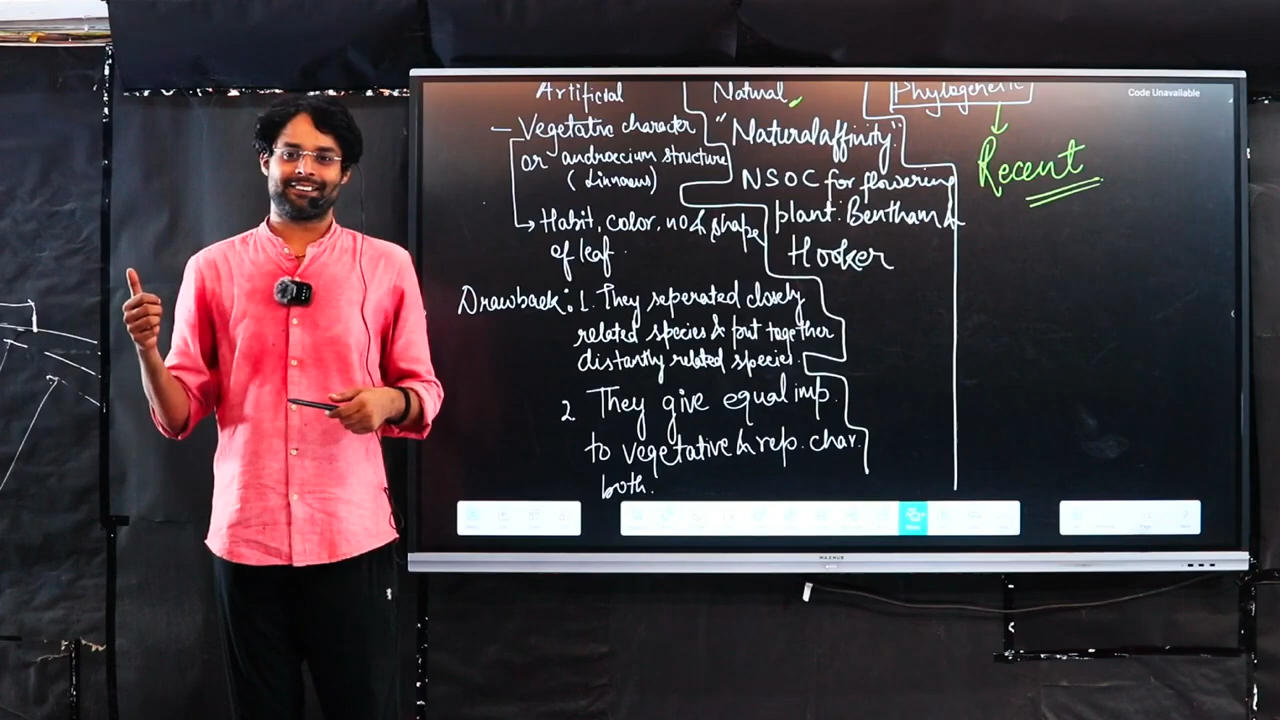 Artificial
Natural
Phylogenetic
Code Unavailable
– Vegetative character
or androecium structure
(Linnaeus)
→ Habit, color, no & shape
of leaf.
Drawback: 1. They seperated closely
related species & put together
distantly related species.
2. They give equal imp.
to vegetative & rep. char.
both.
"Natural affinity":
NSOC for flowering
plant: Bentham &
Hooker
Recent
MAXHUB